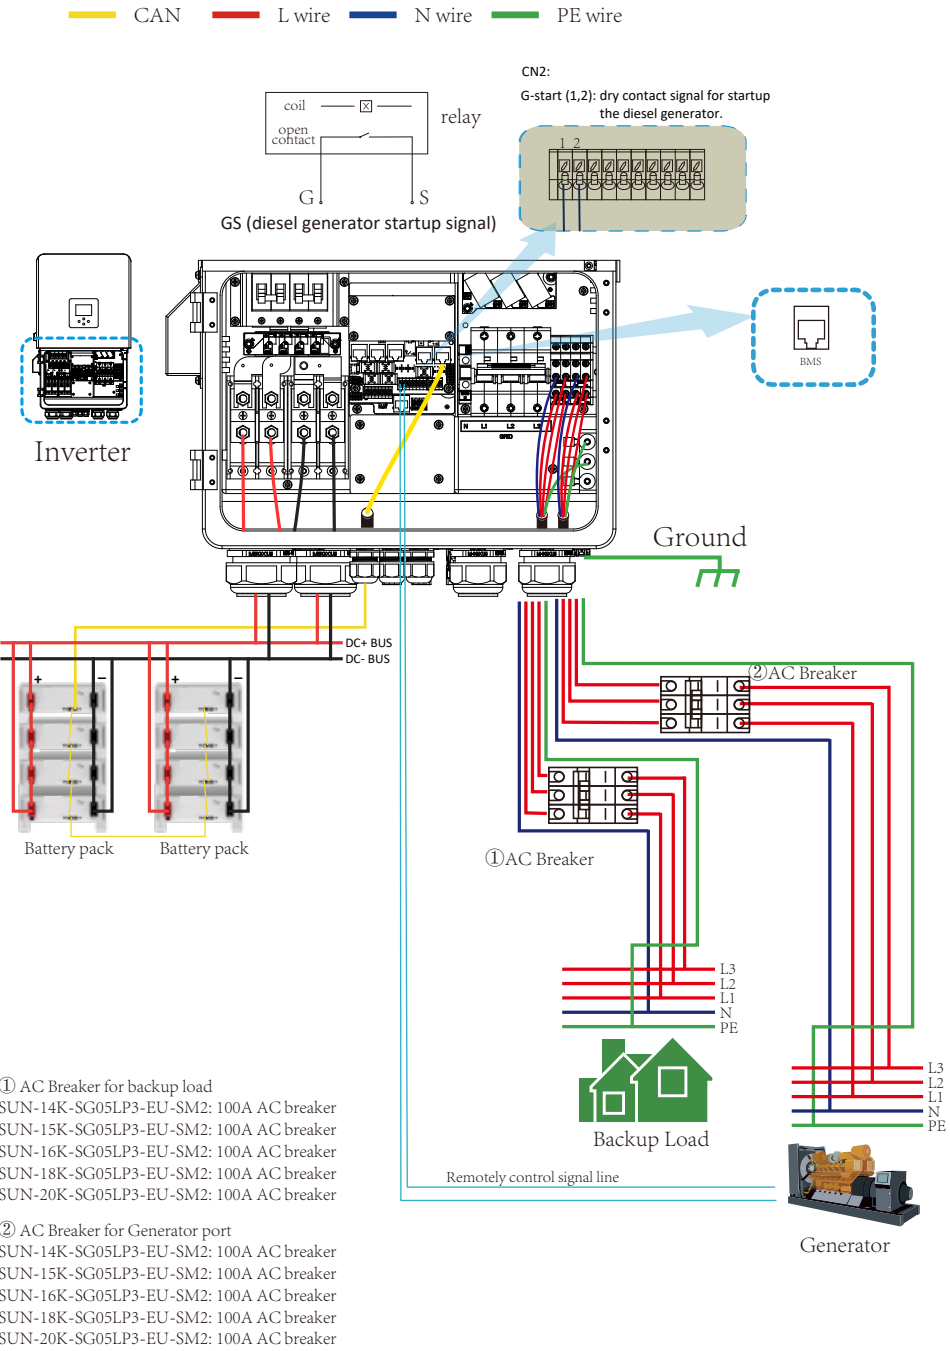 CAN L wire N wire PE wire
CN2:
G-start (1,2): dry contact signal for startup
the diesel generator.
coil
open
contact
relay
1 2
G S
GS (diesel generator startup signal)
BMS
Inverter
N L1 L2 L3
GRID
Ground
DC+ BUS
DC- BUS
+ −
+ −
②AC Breaker
Battery pack
Battery pack
①AC Breaker
L3
L2
L1
N
PE
L3
L2
L1
N
PE
Backup Load
Remotely control signal line
Generator
① AC Breaker for backup load
SUN-14K-SG05LP3-EU-SM2: 100A AC breaker
SUN-15K-SG05LP3-EU-SM2: 100A AC breaker
SUN-16K-SG05LP3-EU-SM2: 100A AC breaker
SUN-18K-SG05LP3-EU-SM2: 100A AC breaker
SUN-20K-SG05LP3-EU-SM2: 100A AC breaker
② AC Breaker for Generator port
SUN-14K-SG05LP3-EU-SM2: 100A AC breaker
SUN-15K-SG05LP3-EU-SM2: 100A AC breaker
SUN-16K-SG05LP3-EU-SM2: 100A AC breaker
SUN-18K-SG05LP3-EU-SM2: 100A AC breaker
SUN-20K-SG05LP3-EU-SM2: 100A AC breaker